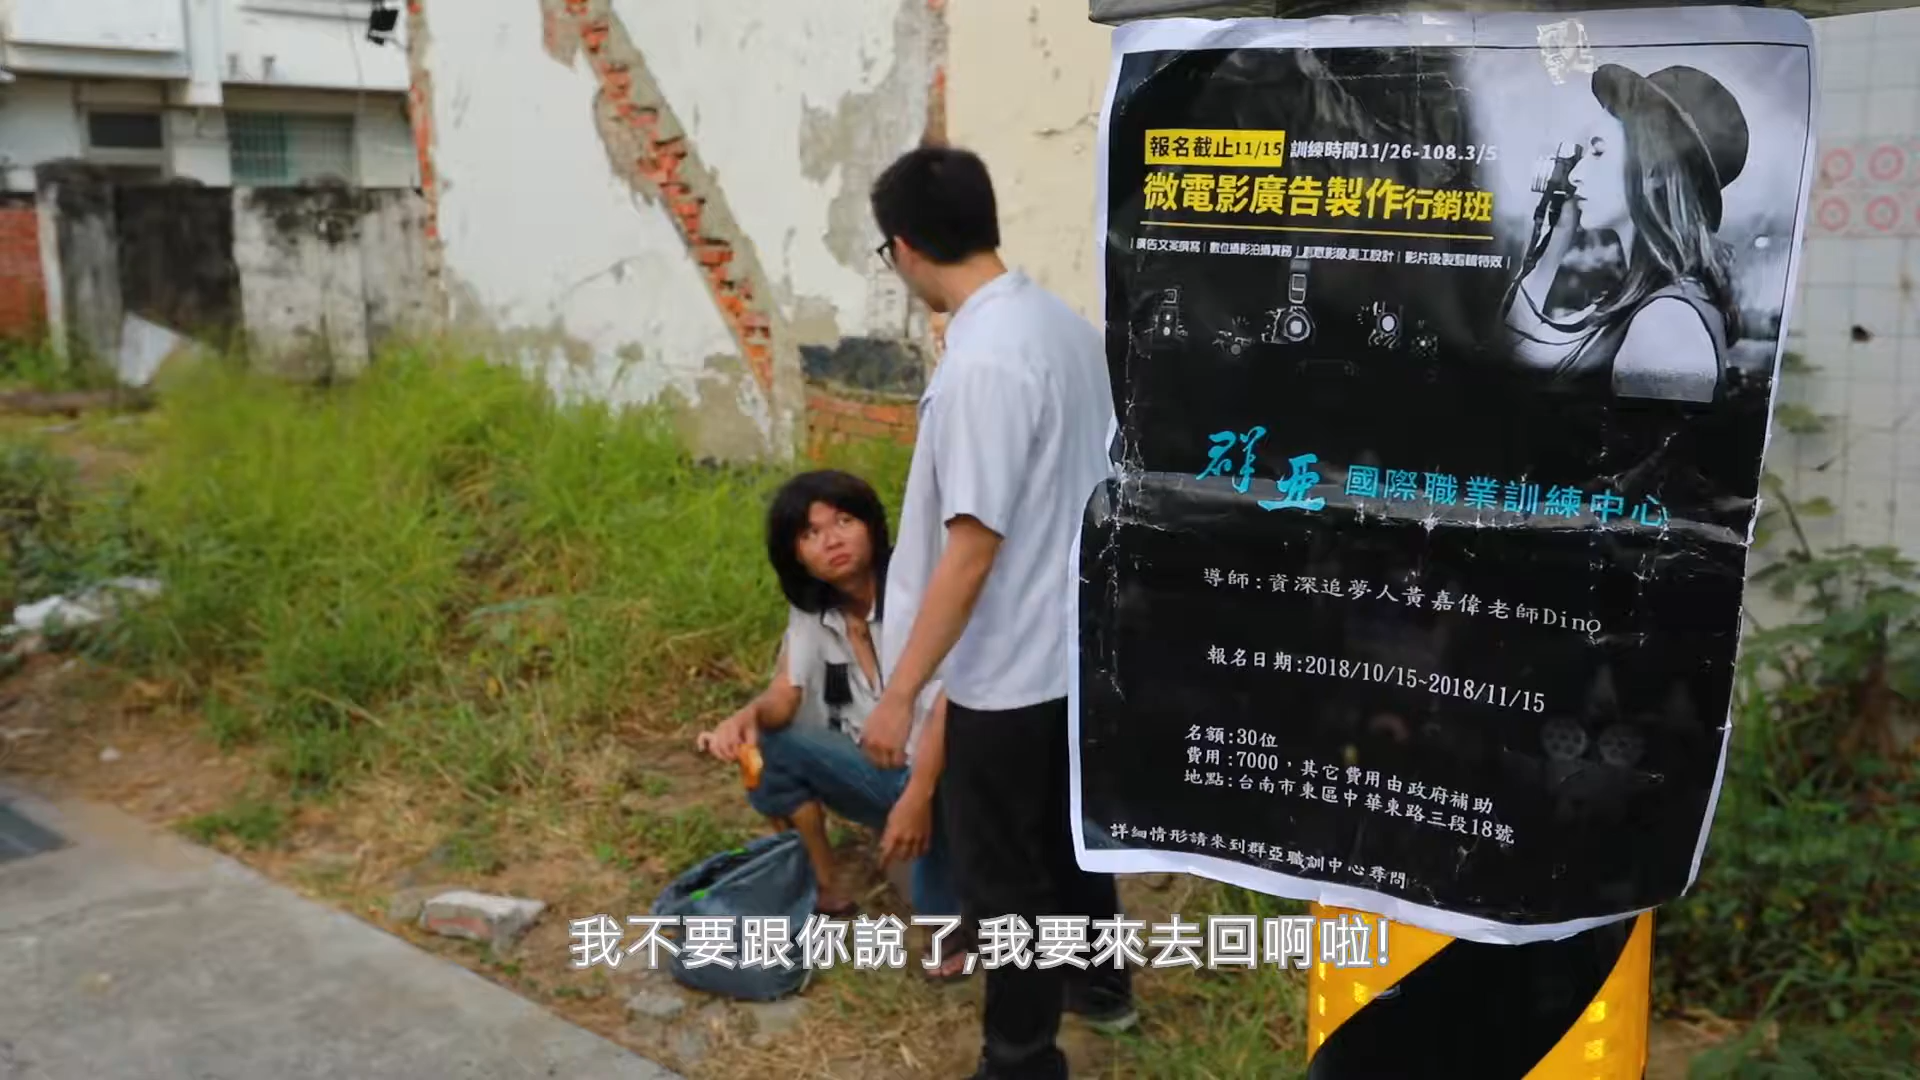 報名截止11/15 訓練時間11/26-108.3/5
微電影廣告製作行銷班
|廣告文案撰寫|數位攝影拍攝實務|創意影像美工設計|影片後製剪輯特效|
群亞 國際職業訓練中心
導師:資深追夢人黃嘉偉老師Dino
報名日期:2018/10/15~2018/11/15
名額:30位
費用:7000，其它費用由政府補助
地點:台南市東區中華東路三段18號
詳細情形請來到群亞職訓中心尋問
我不要跟你說了,我要來去回啊啦!